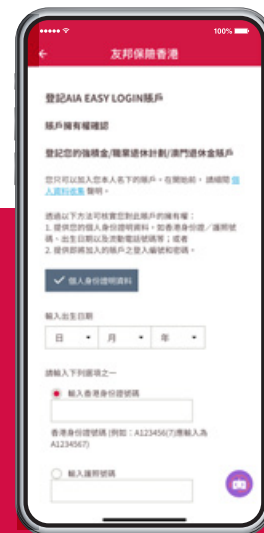 100%
友邦保險香港
登記AIA EASY LOGIN賬戶
賬戶擁有權確認
登記您的強積金/職業退休計劃/澳門退休金賬戶
您只可以加入您本人名下的賬戶。在開始前，請細閱個
人資料收集聲明。
透過以下方法可核實您對此賬戶的擁有權：
1. 提供您的個人身份證明資料，如香港身份證／護照號
碼、出生日期以及流動電話號碼等；或者
2. 提供即將加入的賬戶之登入編號和密碼。
個人身份證明資料
輸入出生日期
日 月 年
請輸入下列選項之一
輸入香港身份證號碼
香港身份證號碼 (例如：A123456(7)應輸入為
A1234567)
輸入護照號碼